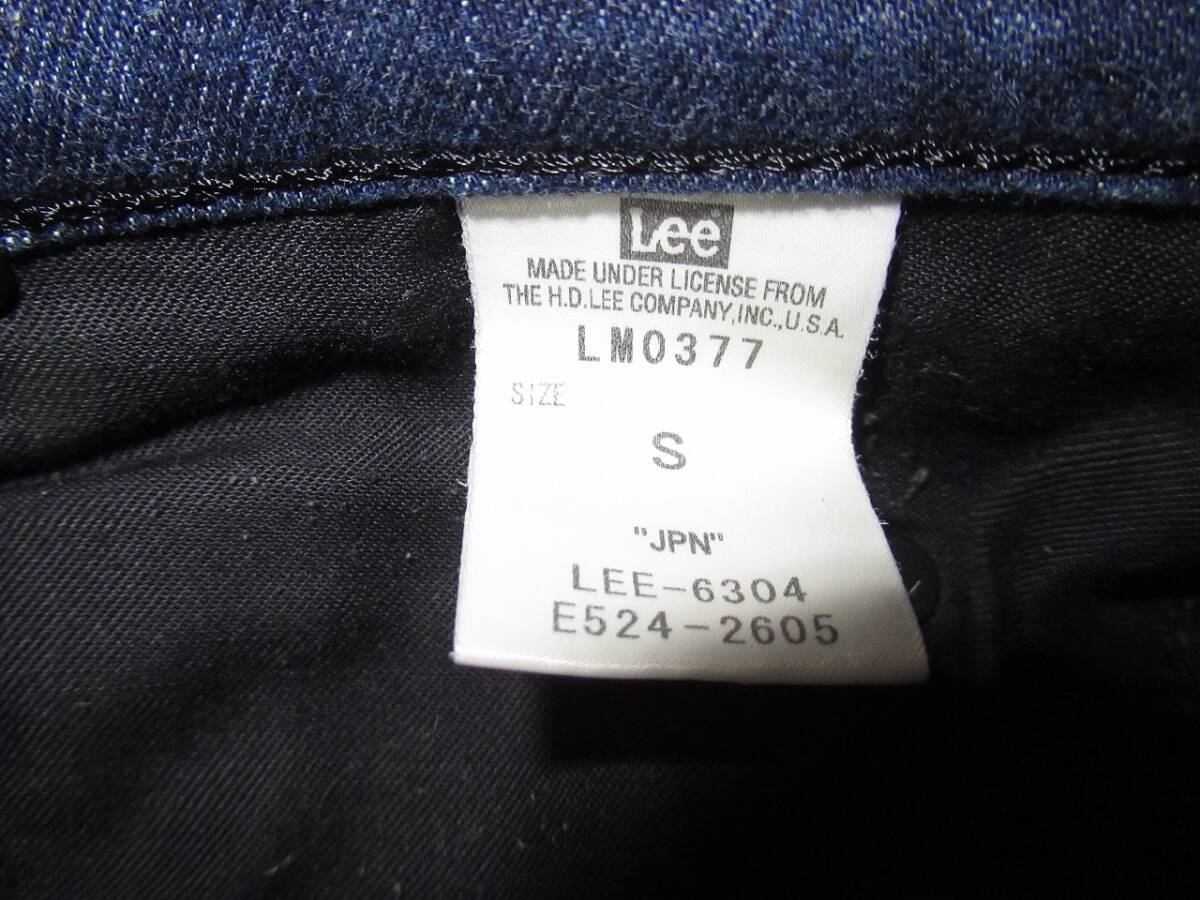 Lee
MADE UNDER LICENSE FROM
THE H.D.LEE COMPANY,INC.,U.S.A.
LM0377
SIZE
S
"JPN"
LEE-6304
E524-2605